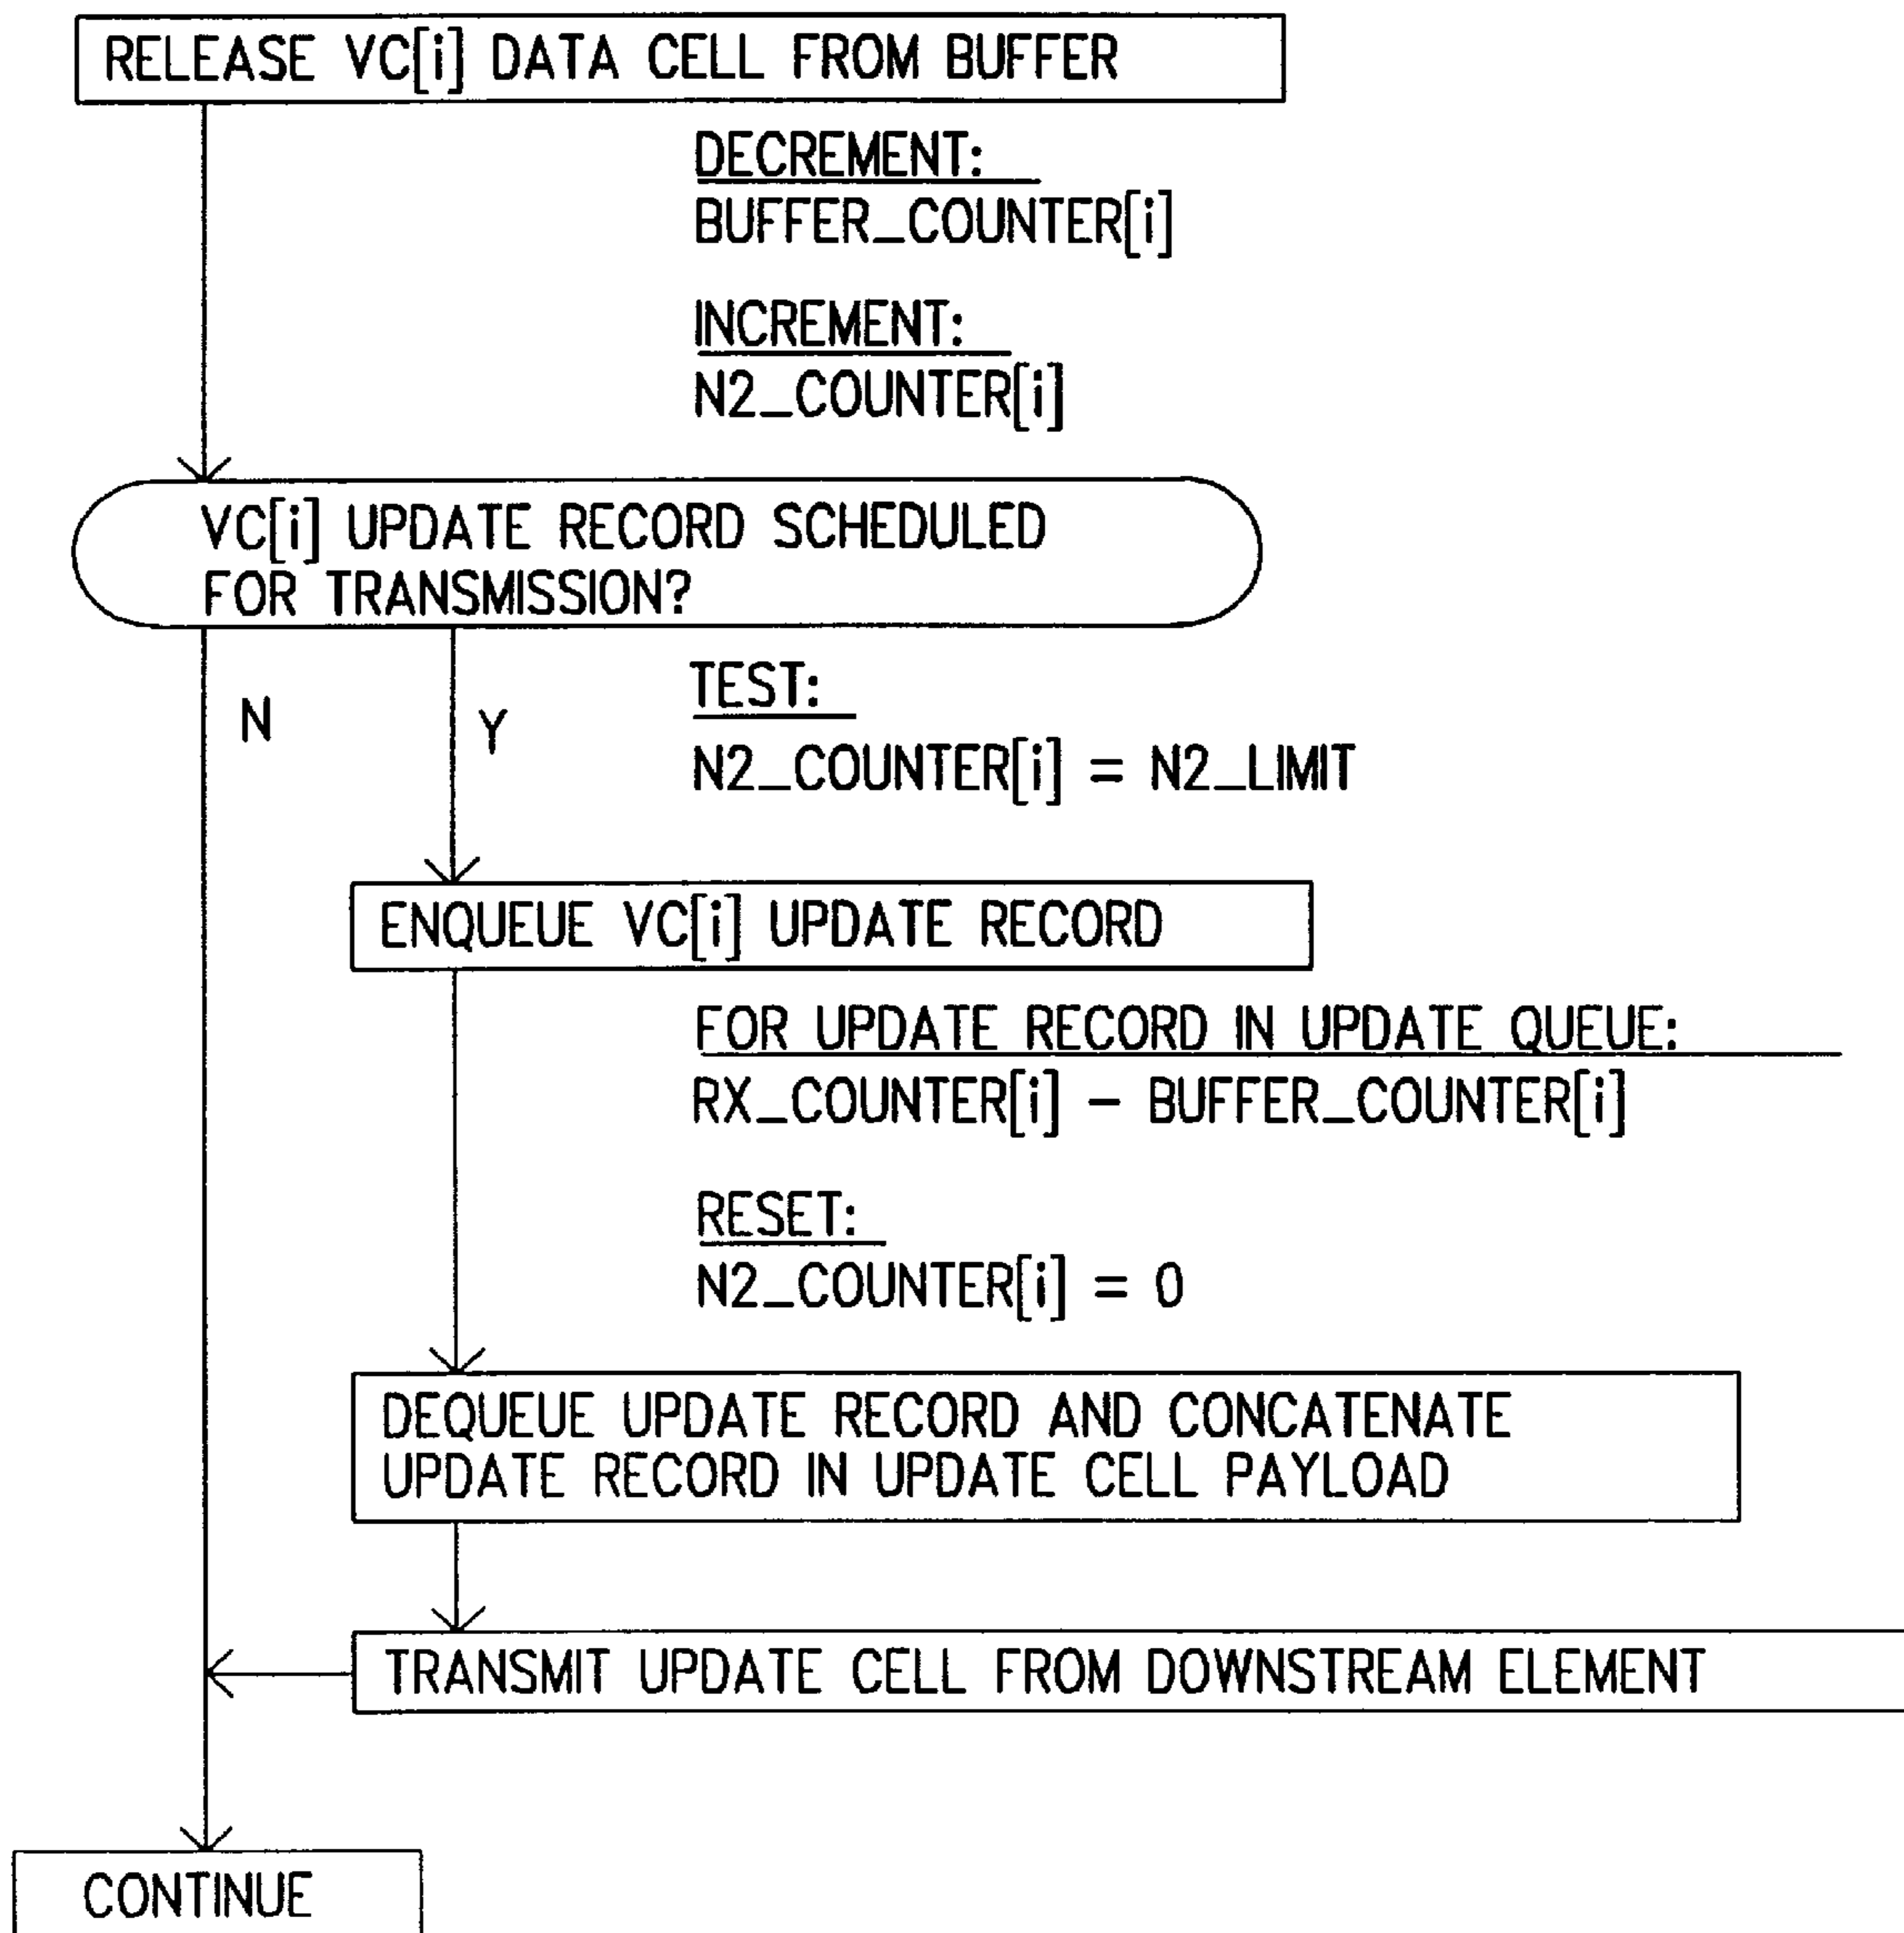 RELEASE VC[i] DATA CELL FROM BUFFER
DECREMENT:
BUFFER_COUNTER[i]
INCREMENT:
N2_COUNTER[i]
VC[i] UPDATE RECORD SCHEDULED
FOR TRANSMISSION?
N
Y
TEST:
N2_COUNTER[i] = N2_LIMIT
ENQUEUE VC[i] UPDATE RECORD
FOR UPDATE RECORD IN UPDATE QUEUE:
RX_COUNTER[i] – BUFFER_COUNTER[i]
RESET:
N2_COUNTER[i] = 0
DEQUEUE UPDATE RECORD AND CONCATENATE
UPDATE RECORD IN UPDATE CELL PAYLOAD
TRANSMIT UPDATE CELL FROM DOWNSTREAM ELEMENT
CONTINUE